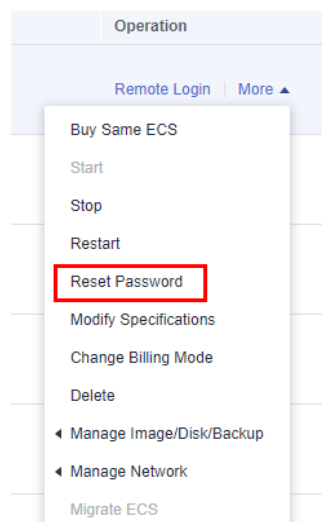 Operation
Remote Login More
Buy Same ECS
Start
Stop
Restart
Reset Password
Modify Specifications
Change Billing Mode
Delete
Manage Image/Disk/Backup
Manage Network
Migrate ECS